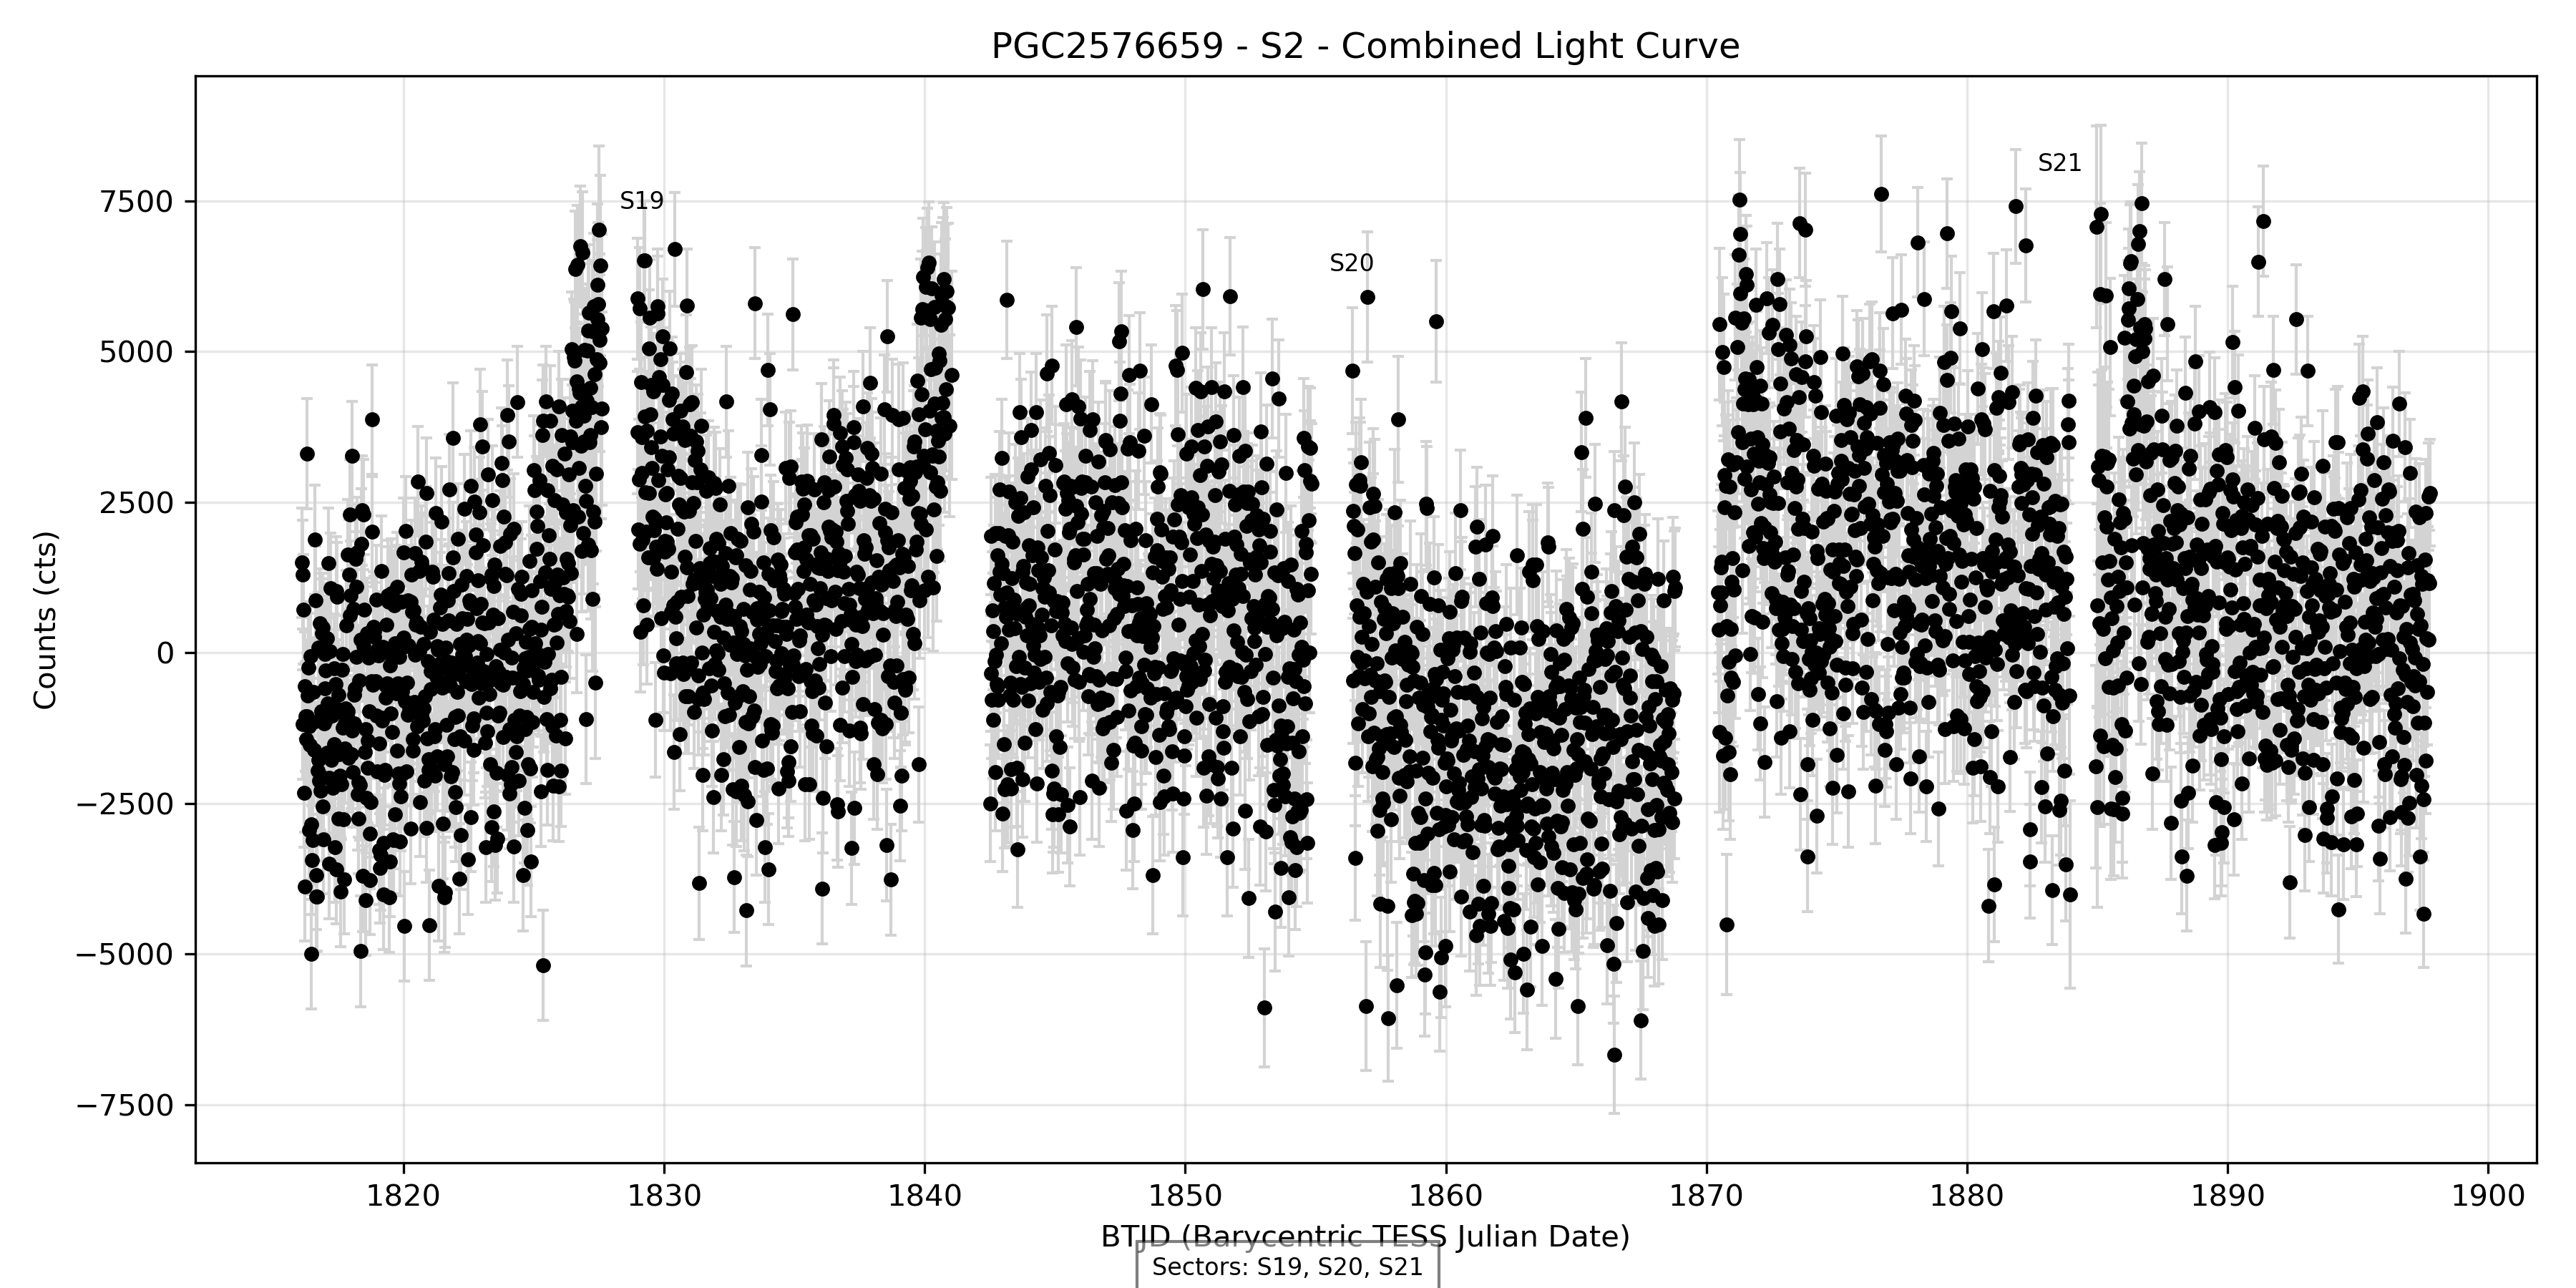 PGC2576659 - S2 - Combined Light Curve
S19
S20
S21
Counts (cts)
7500
5000
2500
0
−2500
−5000
−7500
1820 1830 1840 1850 1860 1870 1880 1890 1900
BTJD (Barycentric TESS Julian Date)
Sectors: S19, S20, S21